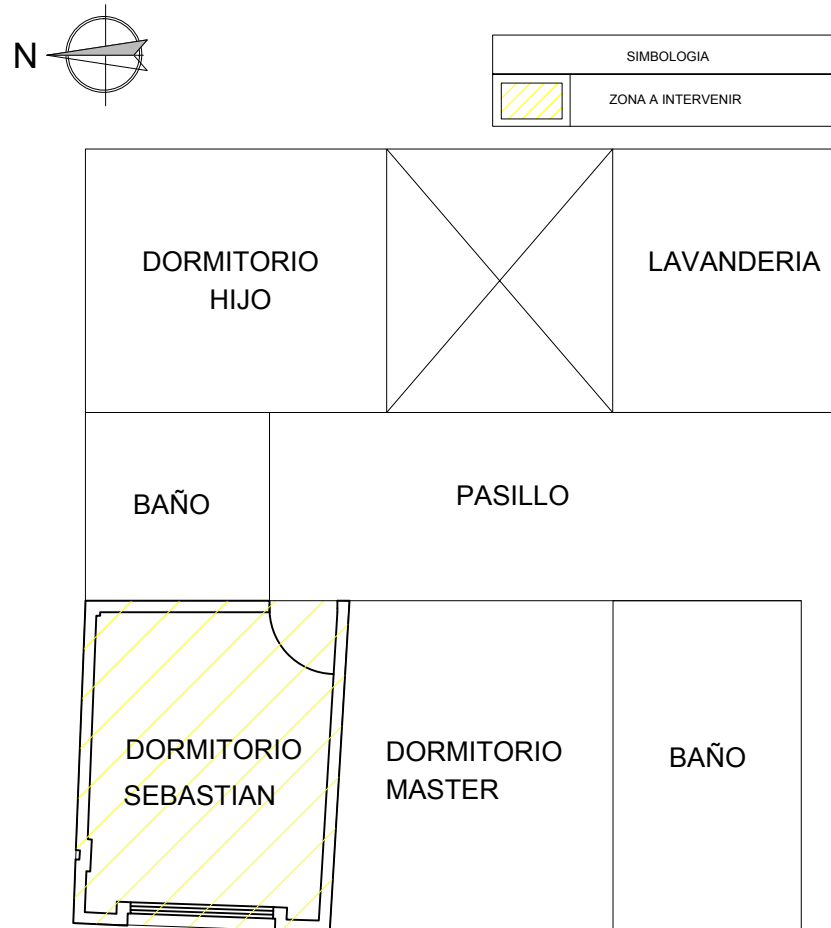 N
SIMBOLOGIA
ZONA A INTERVENIR
DORMITORIO
HIJO
LAVANDERIA
BAÑO
PASILLO
DORMITORIO
SEBASTIAN
DORMITORIO
MASTER
BAÑO